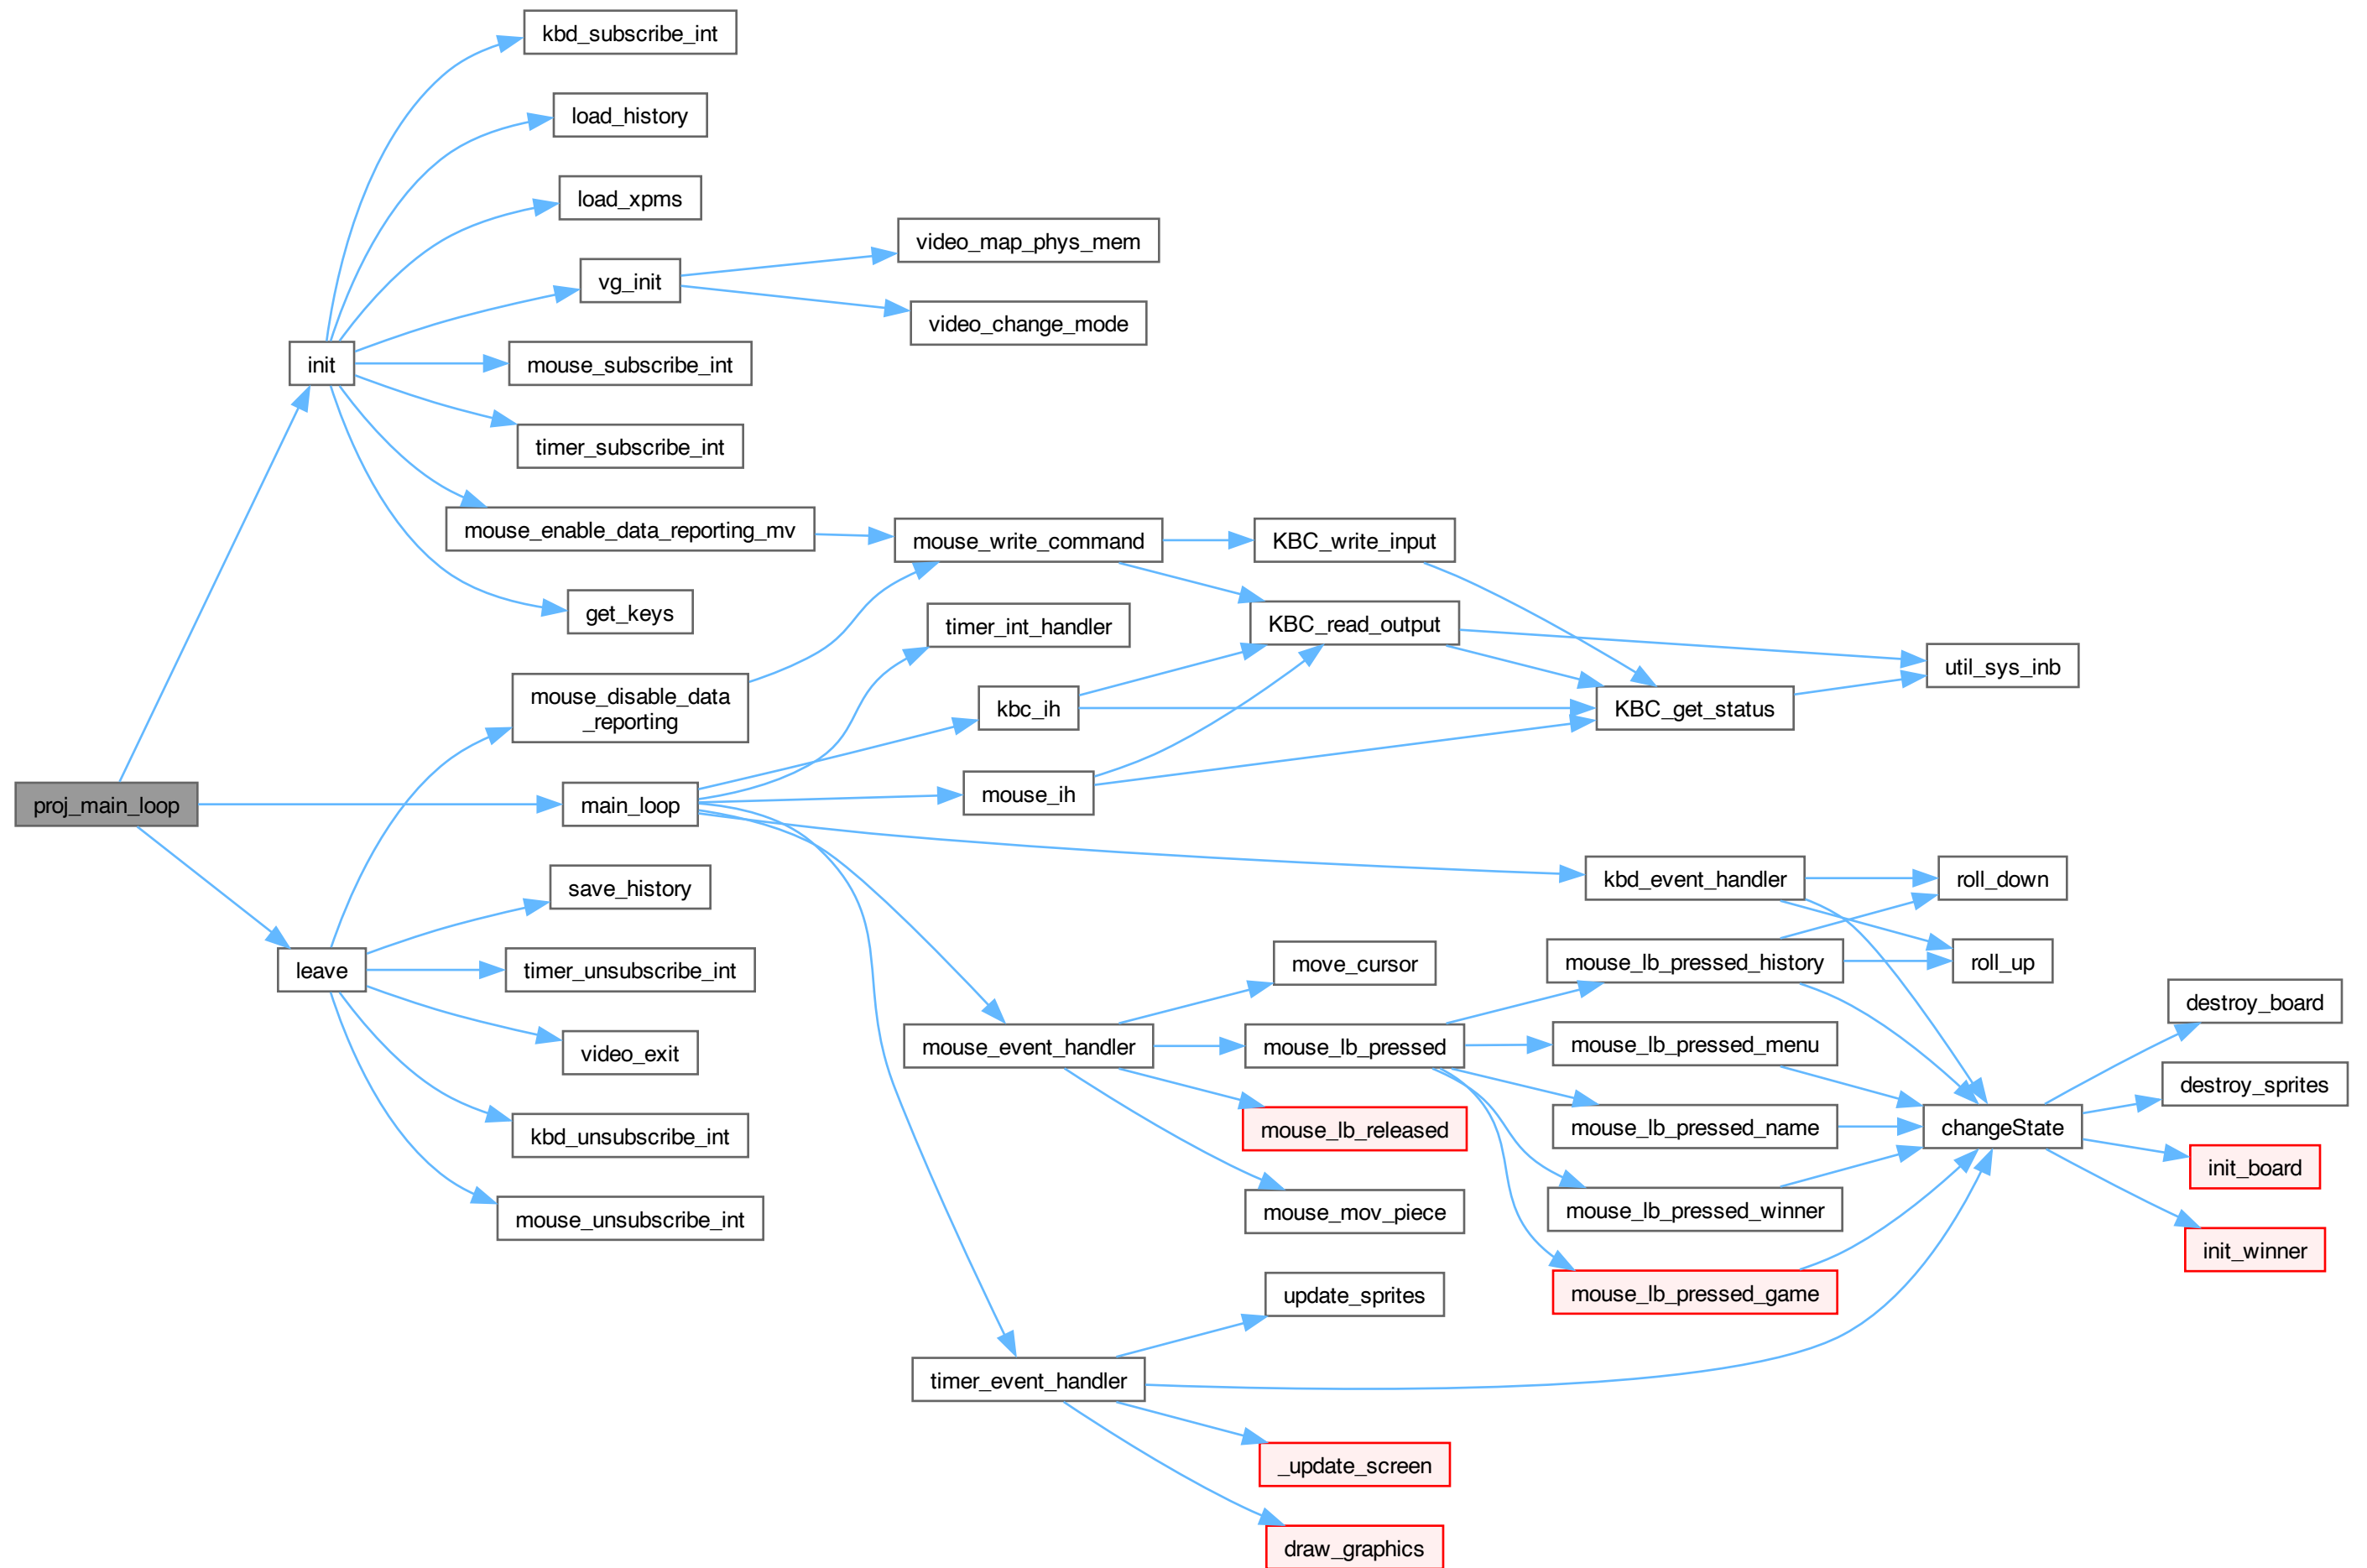 kbd_subscribe_int
load_history
load_xpms
video_map_phys_mem
vg_init
video_change_mode
init
mouse_subscribe_int
timer_subscribe_int
mouse_enable_data_reporting_mv
mouse_write_command
KBC_write_input
get_keys
timer_int_handler
KBC_read_output
util_sys_inb
mouse_disable_data
_reporting
kbc_ih
KBC_get_status
proj_main_loop
main_loop
mouse_ih
save_history
kbd_event_handler
roll_down
leave
timer_unsubscribe_int
move_cursor
mouse_lb_pressed_history
roll_up
destroy_board
video_exit
mouse_event_handler
mouse_lb_pressed
mouse_lb_pressed_menu
destroy_sprites
kbd_unsubscribe_int
mouse_lb_released
mouse_lb_pressed_name
changeState
init_board
mouse_unsubscribe_int
mouse_mov_piece
mouse_lb_pressed_winner
init_winner
update_sprites
mouse_lb_pressed_game
timer_event_handler
_update_screen
draw_graphics